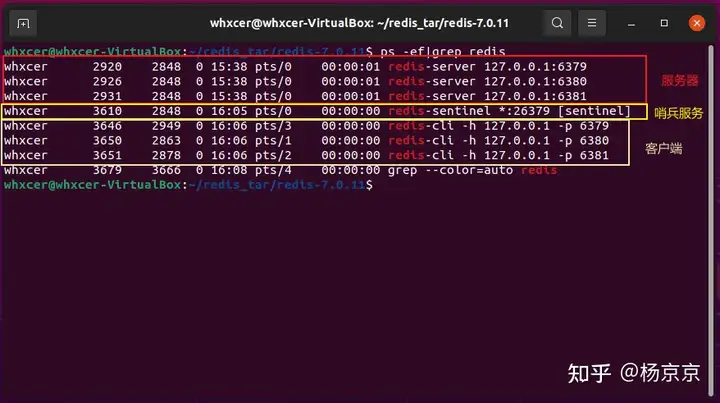 whxcer@whxcer-VirtualBox: ~/redis_tar/redis-7.0.11
whxcer@whxcer-VirtualBox:~/redis_tar/redis-7.0.11$ ps -ef|grep redis
whxcer 2920 2848 0 15:38 pts/0 00:00:01 redis-server 127.0.0.1:6379
whxcer 2926 2848 0 15:38 pts/0 00:00:01 redis-server 127.0.0.1:6380
whxcer 2931 2848 0 15:38 pts/0 00:00:01 redis-server 127.0.0.1:6381
服务器
whxcer 3610 2848 0 16:05 pts/0 00:00:00 redis-sentinel *:26379 [sentinel]
哨兵服务
whxcer 3646 2949 0 16:06 pts/3 00:00:00 redis-cli -h 127.0.0.1 -p 6379
whxcer 3650 2863 0 16:06 pts/1 00:00:00 redis-cli -h 127.0.0.1 -p 6380
whxcer 3651 2878 0 16:06 pts/2 00:00:00 redis-cli -h 127.0.0.1 -p 6381
客户端
whxcer 3679 3666 0 16:08 pts/4 00:00:00 grep --color=auto redis
whxcer@whxcer-VirtualBox:~/redis_tar/redis-7.0.11$
知乎 @杨京京